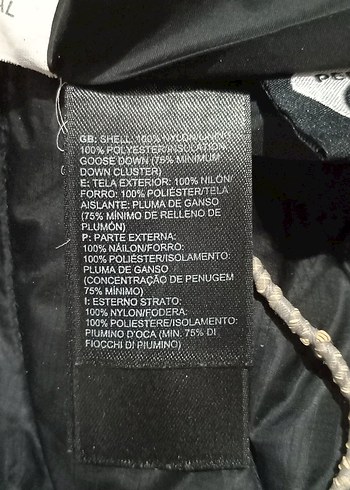 AL
PE
GB: SHELL: 100% NYLON/LINING:
100% POLYESTER/INSULATION:
GOOSE DOWN (75% MINIMUM
DOWN CLUSTER)
E: TELA EXTERIOR: 100% NILÓN/
FORRO: 100% POLIÉSTER/TELA
AISLANTE: PLUMA DE GANSO
(75% MÍNIMO DE RELLENO DE
PLUMÓN)
P: PARTE EXTERNA:
100% NÁILON/FORRO:
100% POLIÉSTER/ISOLAMENTO:
PLUMA DE GANSO
(CONCENTRAÇÃO DE PENUGEM
75% MÍNIMO)
I: ESTERNO STRATO:
100% NYLON/FODERA:
100% POLIESTERE/ISOLAMENTO:
PIUMINO D'OCA (MIN. 75% DI
FIOCCHI DI PIUMINO)